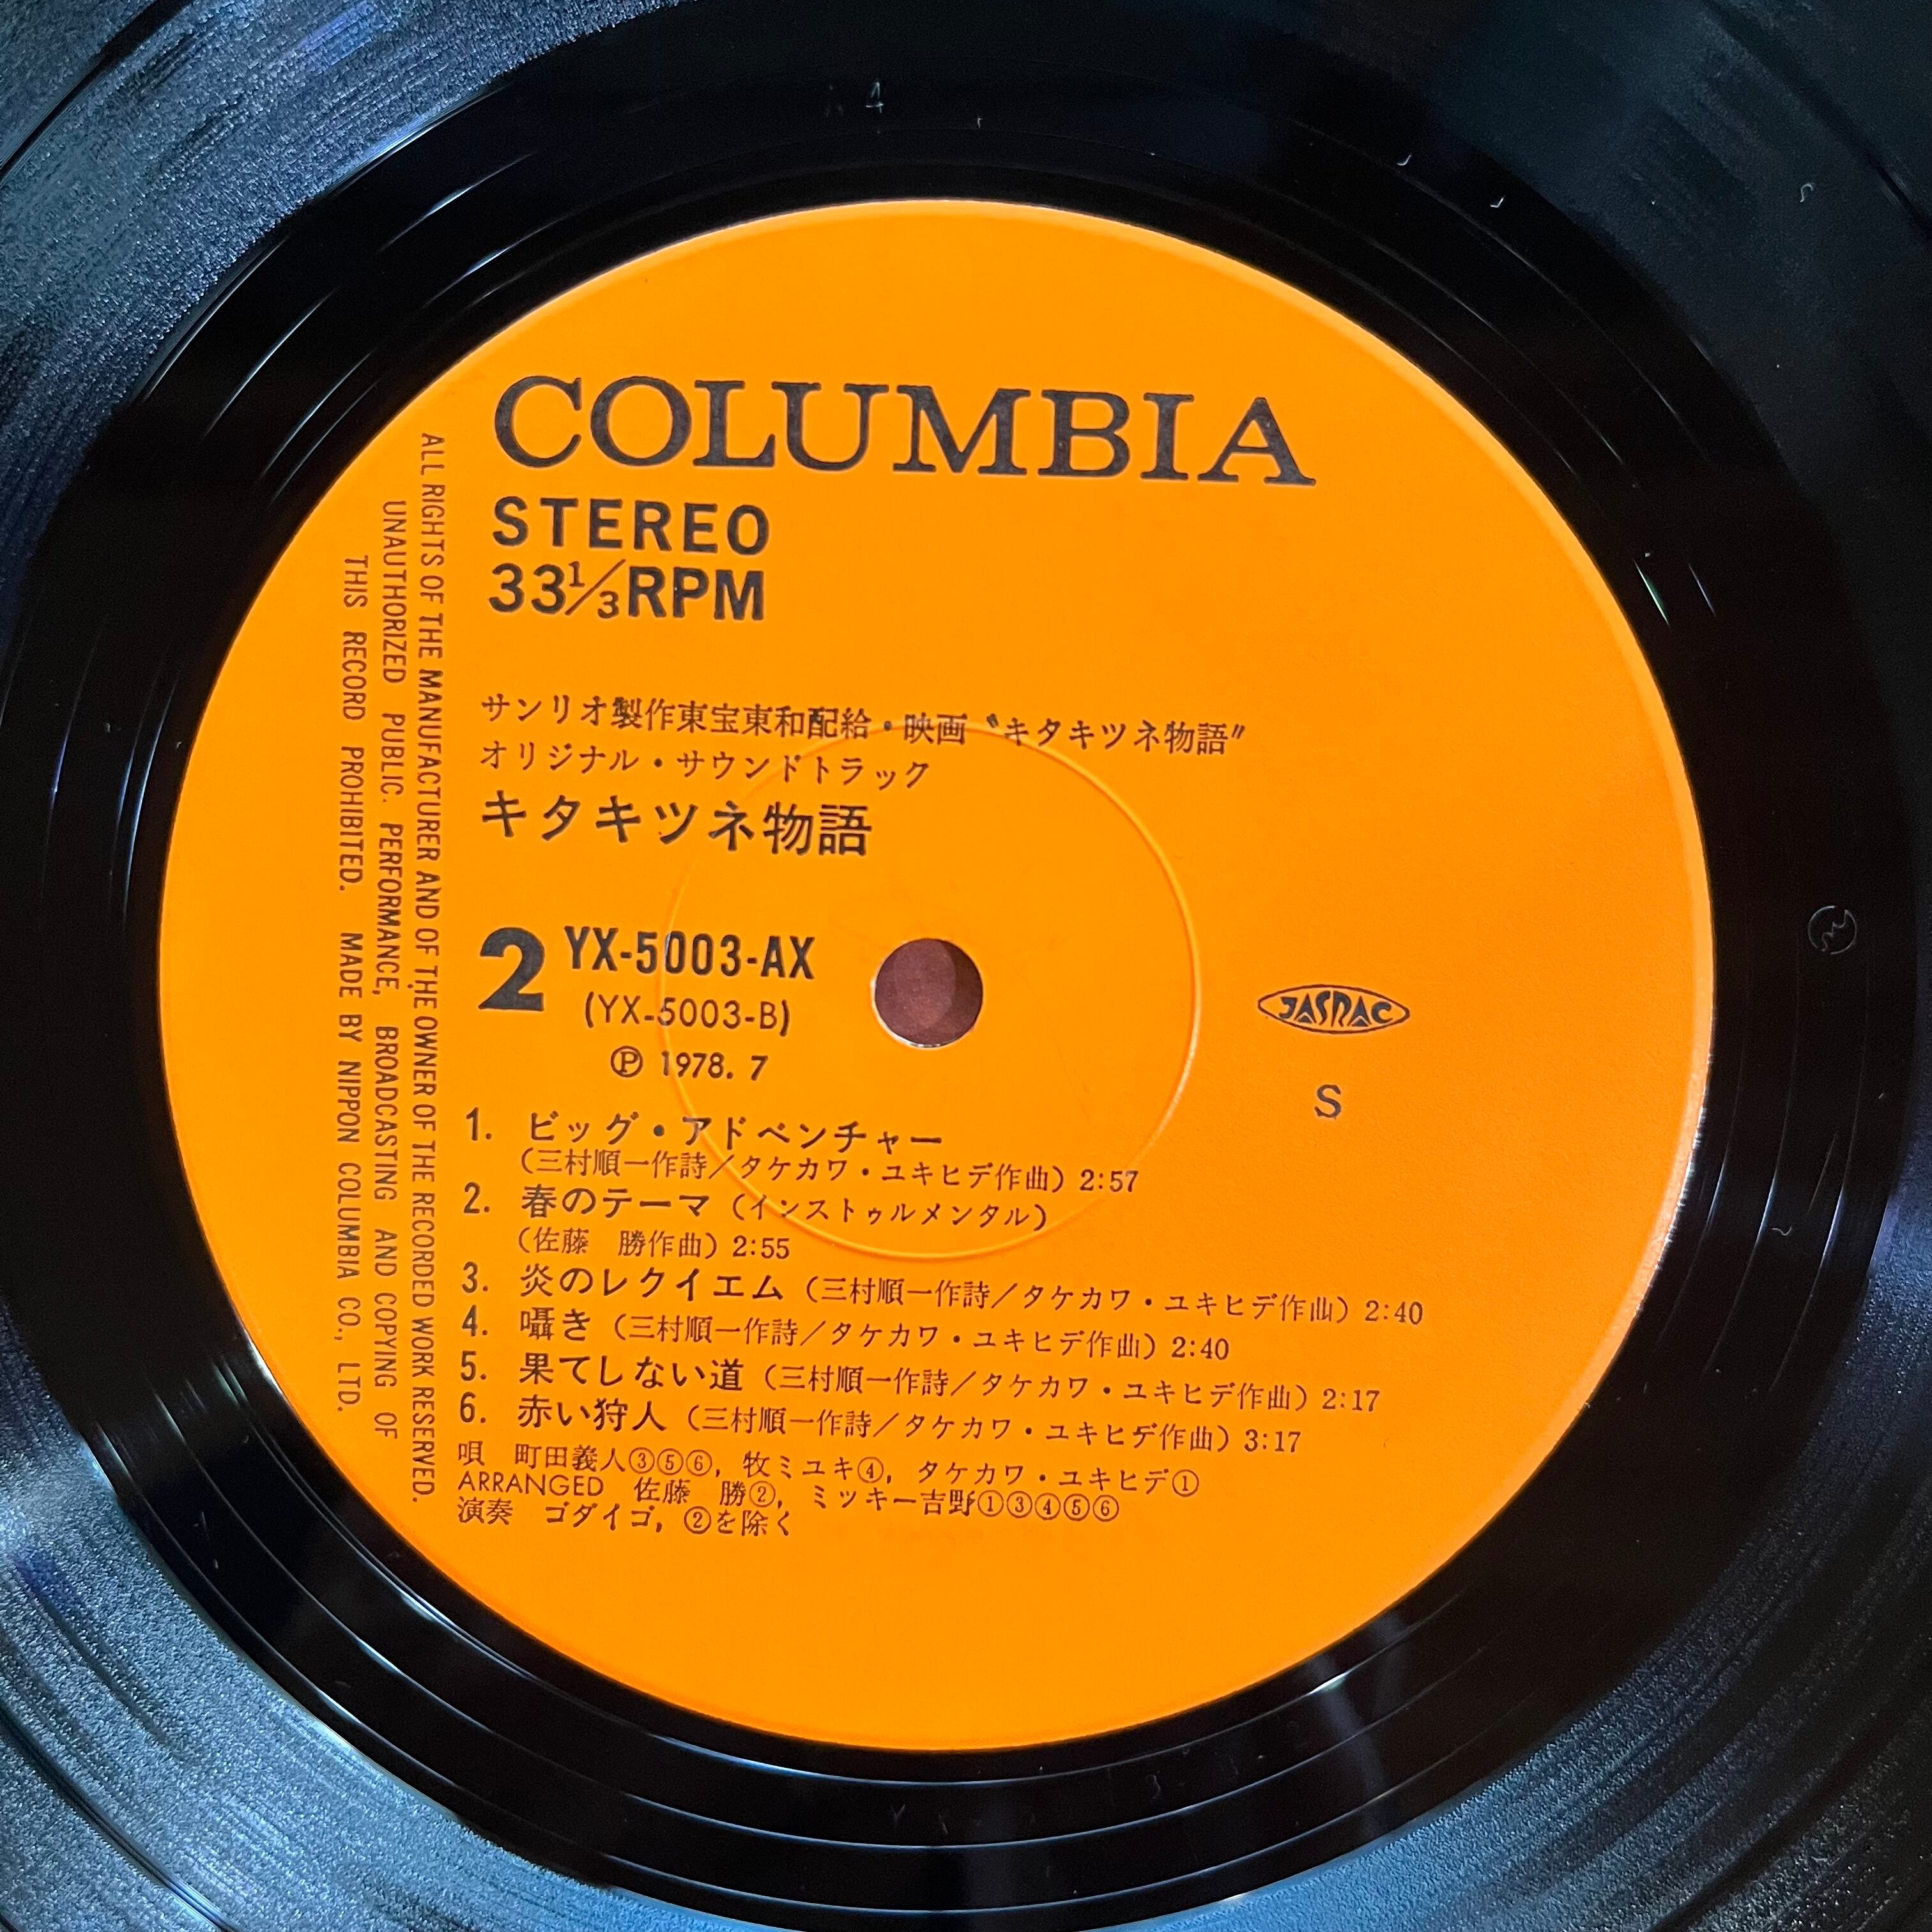 COLUMBIA
STEREO
33 1/3 RPM
サンリオ製作東宝東和配給・映画〝キタキツネ物語〟
オリジナル・サウンドトラック
キタキツネ物語
2 YX-5003-AX
(YX-5003-B)
Ⓟ 1978. 7
JASRAC
S
1. ビッグ・アドベンチャー
(三村順一作詩/タケカワ・ユキヒデ作曲) 2:57
2. 春のテーマ (インストゥルメンタル)
(佐藤 勝作曲) 2:55
3. 炎のレクイエム (三村順一作詩/タケカワ・ユキヒデ作曲) 2:40
4. 囁き (三村順一作詩/タケカワ・ユキヒデ作曲) 2:40
5. 果てしない道 (三村順一作詩/タケカワ・ユキヒデ作曲) 2:17
6. 赤い狩人 (三村順一作詩/タケカワ・ユキヒデ作曲) 3:17
唄 町田義人③⑤⑥, 牧ミユキ④, タケカワ・ユキヒデ①
ARRANGED 佐藤 勝②, ミッキー吉野①③④⑤⑥
演奏 ゴダイゴ, ②を除く
ALL RIGHTS OF THE MANUFACTURER AND OF THE OWNER OF THE RECORDED WORK RESERVED.
UNAUTHORIZED PUBLIC. PERFORMANCE, BROADCASTING AND COPYING OF
THIS RECORD PROHIBITED. MADE BY NIPPON COLUMBIA CO., LTD.